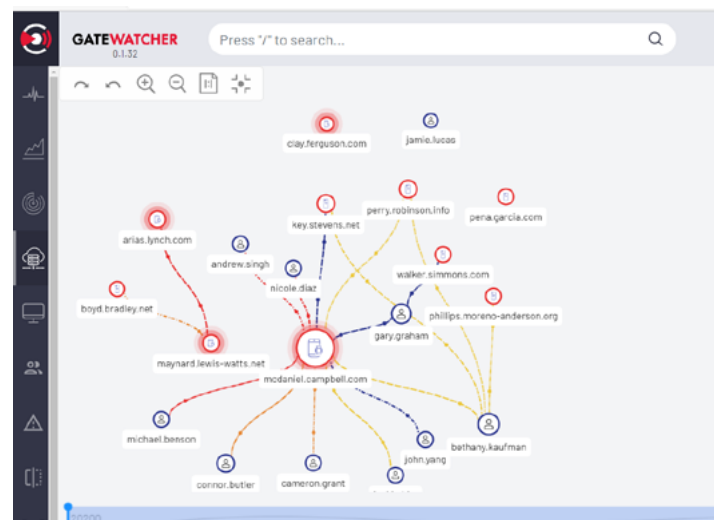 GATEWATCHER
0.1.32
Press "/" to search...
clay.ferguson.com
jamie.lucas
key.stevens.net
perry.robinson.info
pena.garcia.com
arias.lynch.com
andrew.singh
walker.simmons.com
nicole.diaz
boyd.bradley.net
phillips.moreno-anderson.org
gary.graham
maynard.lewis-watts.net
mcdaniel.campbell.com
michael.benson
bethany.kaufman
john.yang
connor.butler
cameron.grant